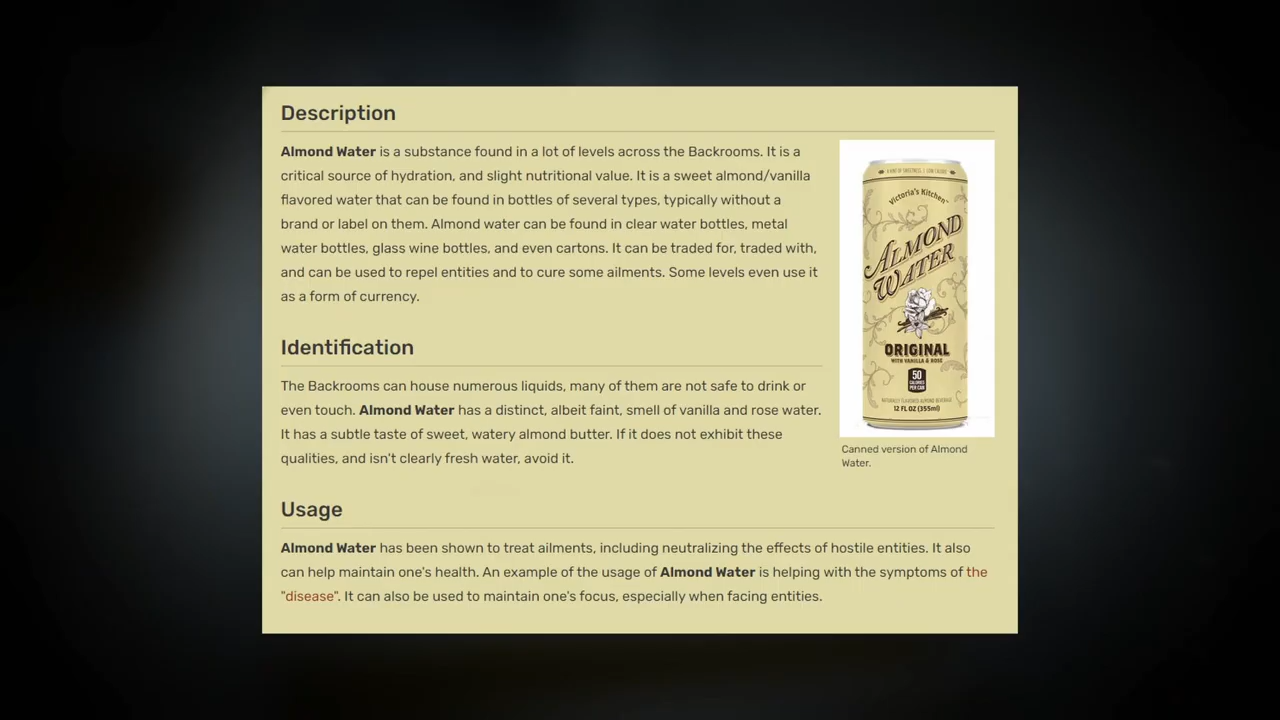 Description
Almond Water is a substance found in a lot of levels across the Backrooms. It is a
critical source of hydration, and slight nutritional value. It is a sweet almond/vanilla
flavored water that can be found in bottles of several types, typically without a
brand or label on them. Almond water can be found in clear water bottles, metal
water bottles, glass wine bottles, and even cartons. It can be traded for, traded with,
and can be used to repel entities and to cure some ailments. Some levels even use it
as a form of currency.
Identification
The Backrooms can house numerous liquids, many of them are not safe to drink or
even touch. Almond Water has a distinct, albeit faint, smell of vanilla and rose water.
It has a subtle taste of sweet, watery almond butter. If it does not exhibit these
qualities, and isn't clearly fresh water, avoid it.
A HINT OF SWEETNESS | LOW CALORIE
Victoria's Kitchen™
ALMOND
WATER
ORIGINAL
WITH VANILLA & ROSE
50
CALORIES
PER CAN
NATURALLY FLAVORED ALMOND BEVERAGE
12 FL OZ (355ml)
Canned version of Almond
Water.
Usage
Almond Water has been shown to treat ailments, including neutralizing the effects of hostile entities. It also
can help maintain one's health. An example of the usage of Almond Water is helping with the symptoms of the
"disease". It can also be used to maintain one's focus, especially when facing entities.